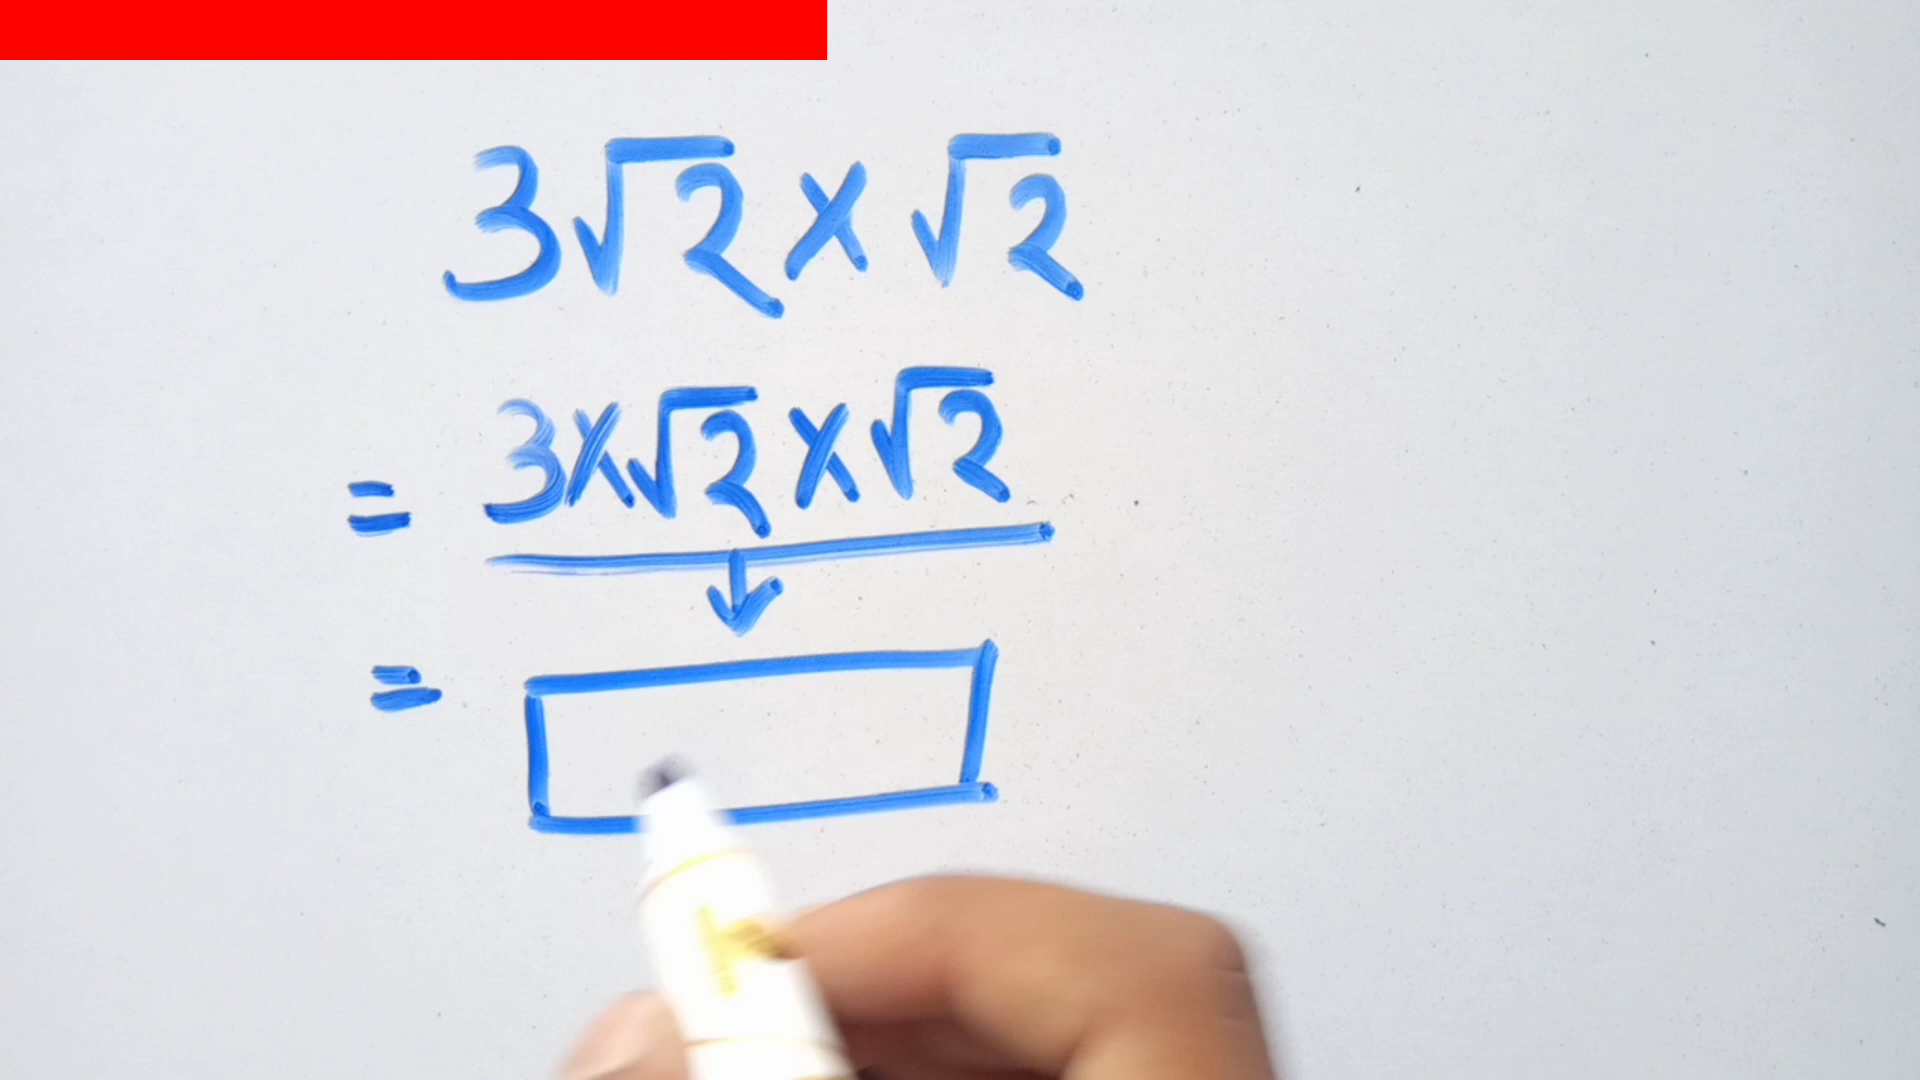 3√2 × √2
= 3×√2 × √2
=